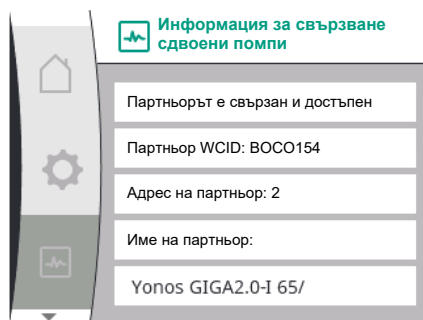 Информация за свързване
сдвоени помпи
Партньорът е свързан и достъпен
Партньор WCID: BOCO154
Адрес на партньор: 2
Име на партньор:
Yonos GIGA2.0-I 65/